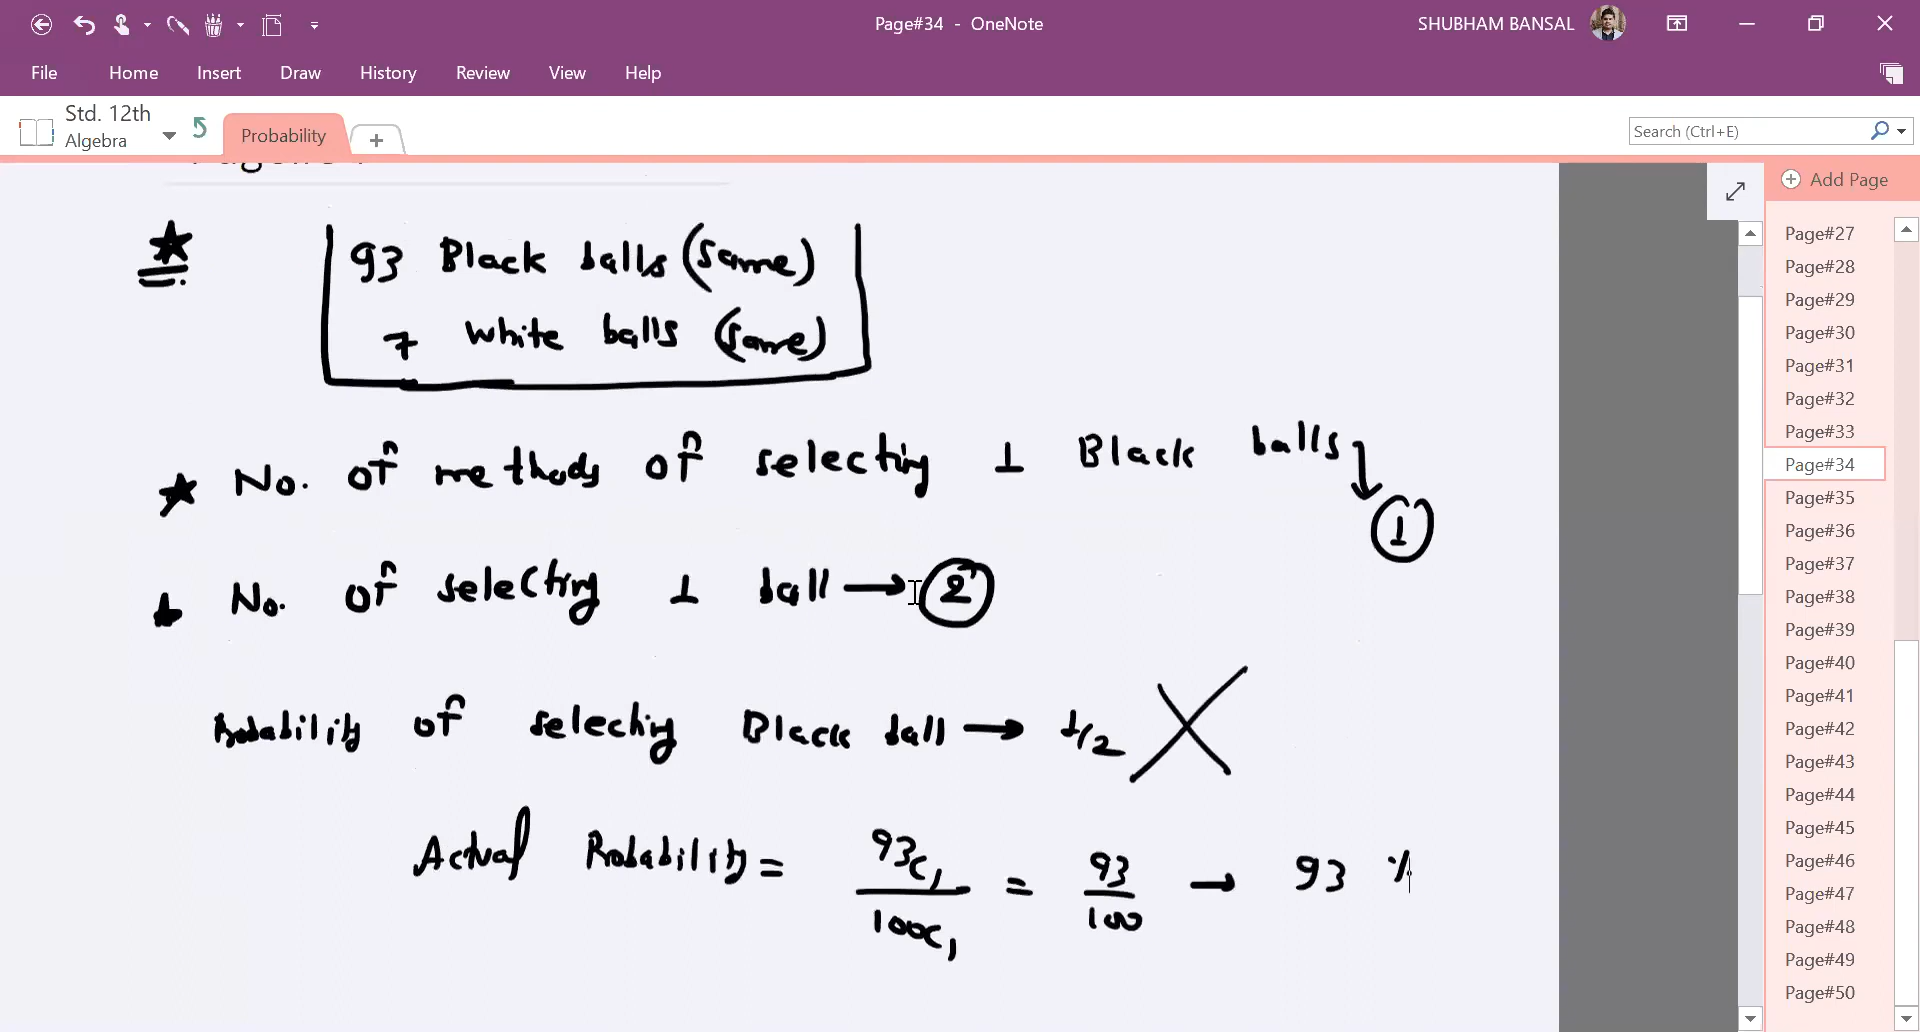 Page#34 - OneNote
SHUBHAM BANSAL
File Home Insert Draw History Review View Help
Std. 12th
Algebra
Probability
Search (Ctrl+E)
Add Page
93 Black balls (same)
7 white balls (same)
No. of methods of selecting 1 Black balls
1
No. of selecting 1 ball → 2
Probability of selecting Black ball → 1/2
Actual Probability = 93C1/100C1 = 93/100 → 93 %
Page#27
Page#28
Page#29
Page#30
Page#31
Page#32
Page#33
Page#34
Page#35
Page#36
Page#37
Page#38
Page#39
Page#40
Page#41
Page#42
Page#43
Page#44
Page#45
Page#46
Page#47
Page#48
Page#49
Page#50